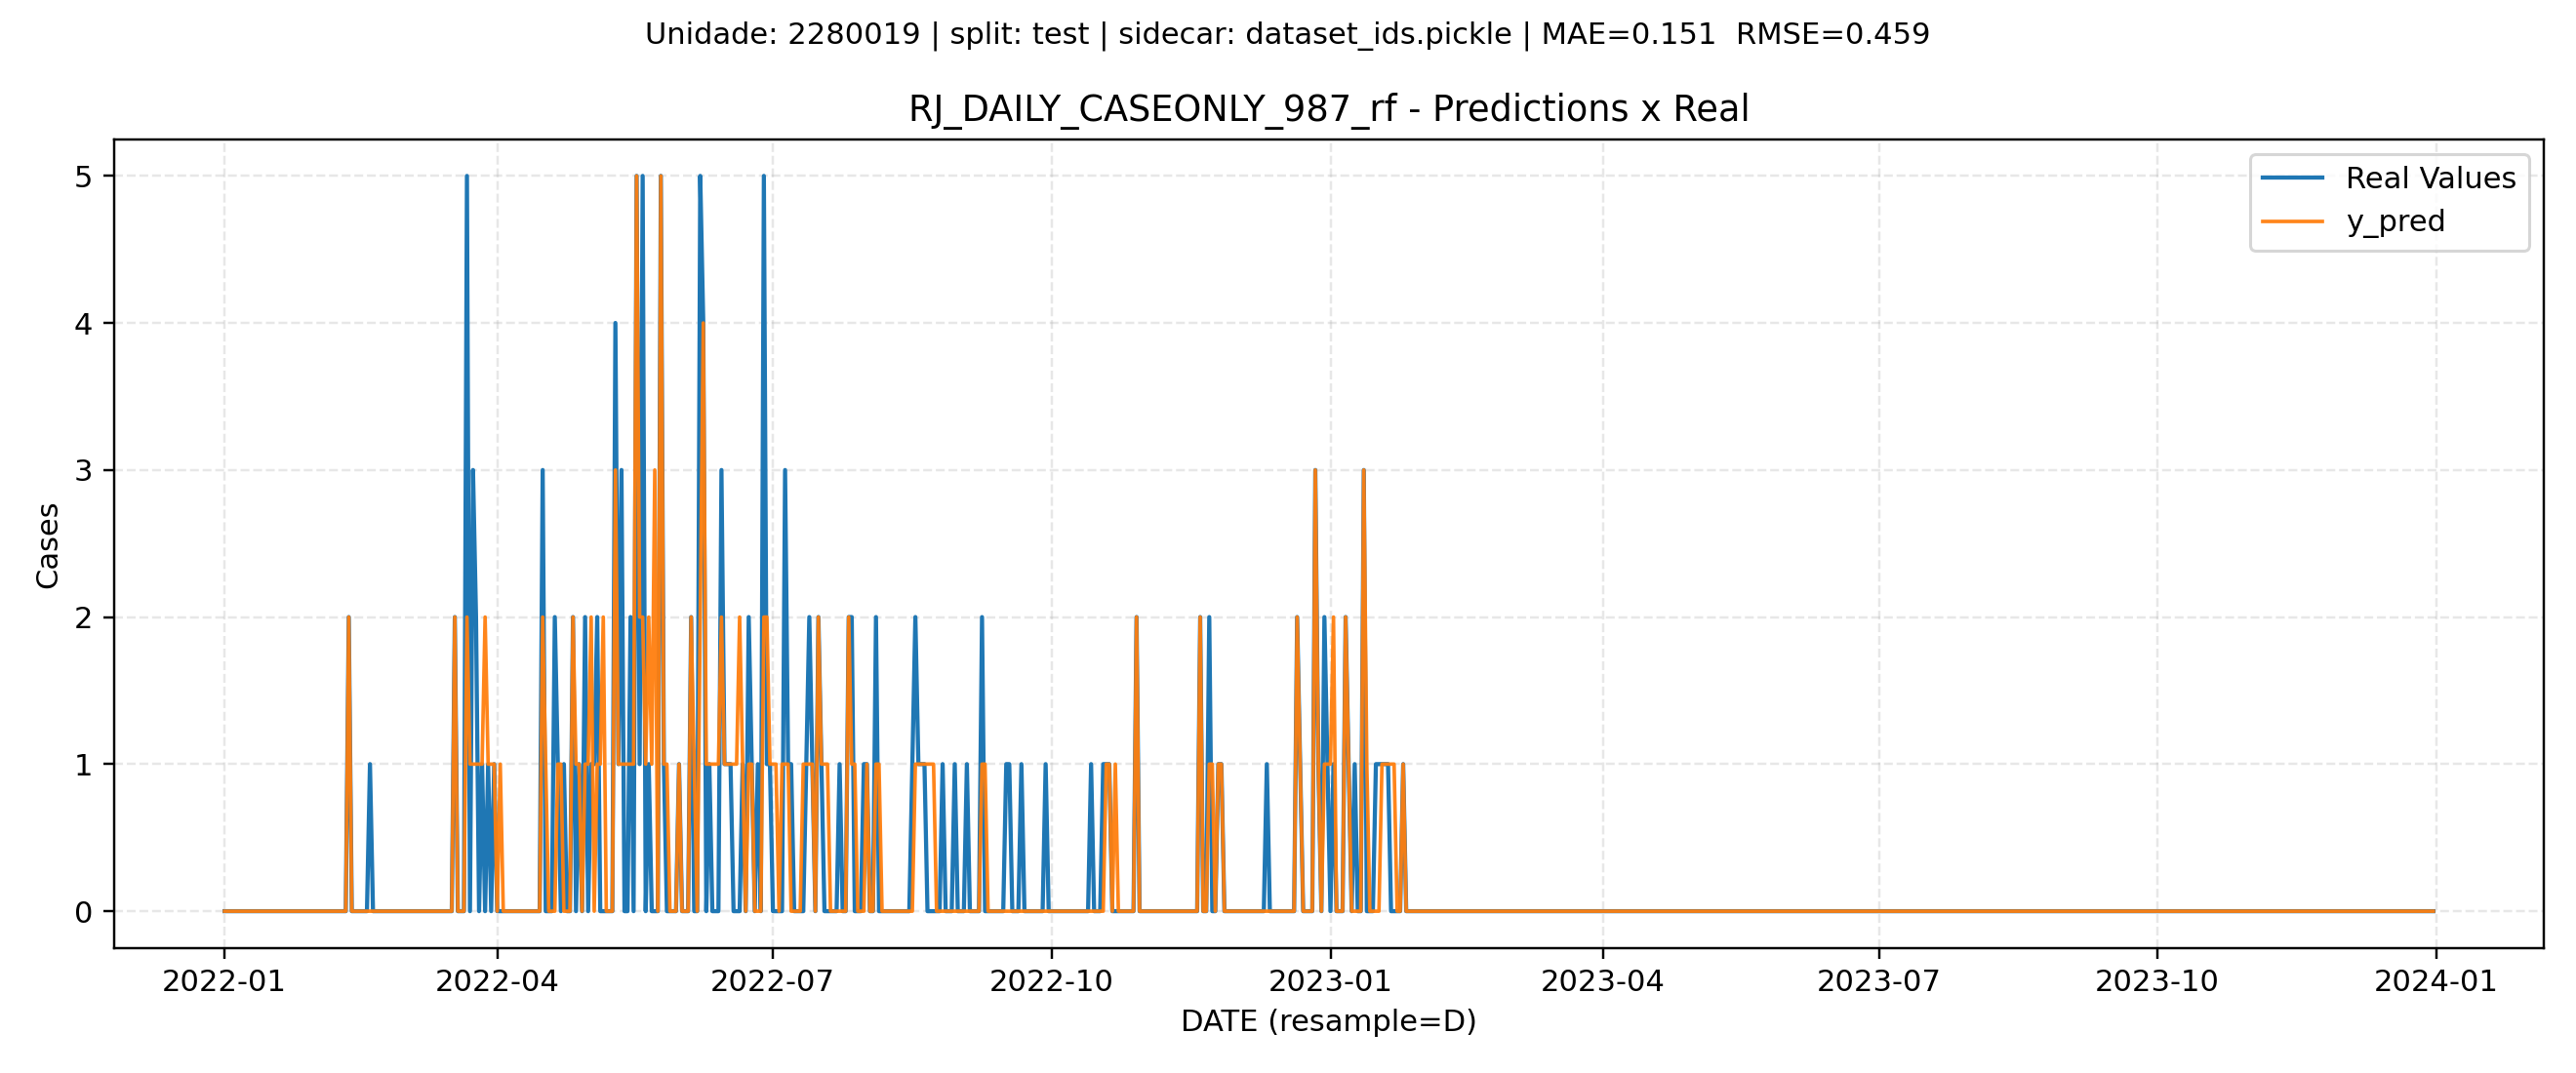 Unidade: 2280019 | split: test | sidecar: dataset_ids.pickle | MAE=0.151  RMSE=0.459
RJ_DAILY_CASEONLY_987_rf - Predictions x Real
Real Values
y_pred
5
4
3
2
1
0
Cases
2022-01
2022-04
2022-07
2022-10
2023-01
2023-04
2023-07
2023-10
2024-01
DATE (resample=D)